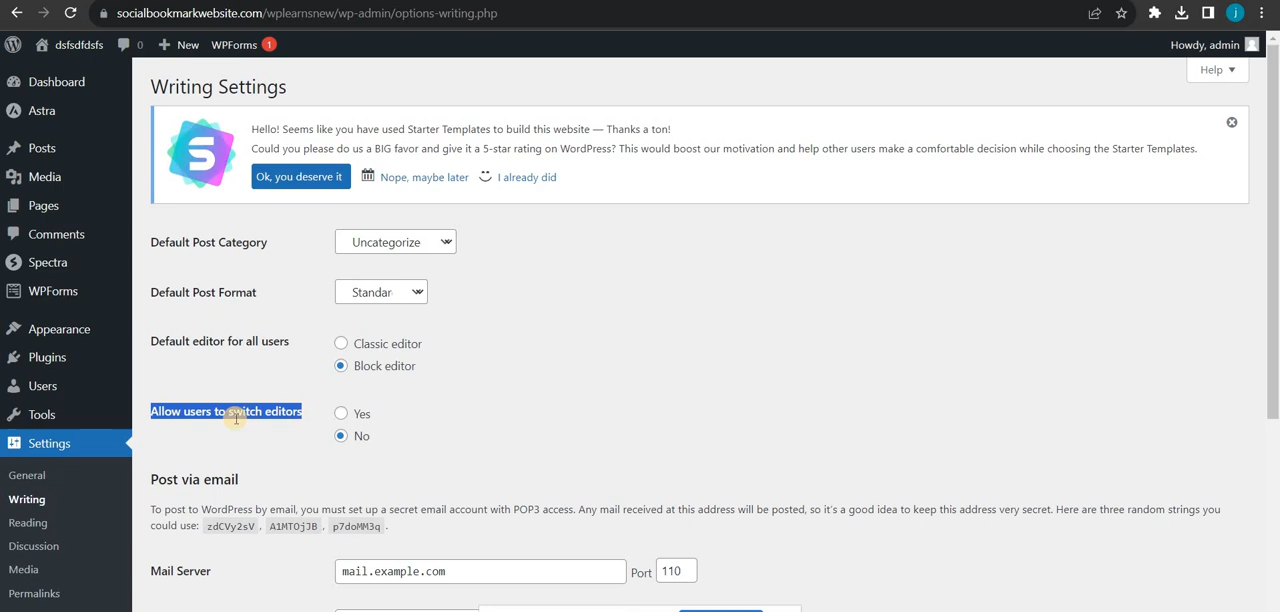 socialbookmarkwebsite.com/wplearnsnew/wp-admin/options-writing.php
j
dsfsdfdsfs
0
New
WPForms 1
Howdy, admin
Help
Dashboard
Astra
Posts
Media
Pages
Comments
Spectra
WPForms
Appearance
Plugins
Users
Tools
Settings
General
Writing
Reading
Discussion
Media
Permalinks
Writing Settings
S
Hello! Seems like you have used Starter Templates to build this website — Thanks a ton!
Could you please do us a BIG favor and give it a 5-star rating on WordPress? This would boost our motivation and help other users make a comfortable decision while choosing the Starter Templates.
Ok, you deserve it
Nope, maybe later
I already did
Default Post Category
Uncategorize
Default Post Format
Standar
Default editor for all users
Classic editor
Block editor
Allow users to switch editors
Yes
No
Post via email
To post to WordPress by email, you must set up a secret email account with POP3 access. Any mail received at this address will be posted, so it's a good idea to keep this address very secret. Here are three random strings you
could use: zdCVy2sV , A1MTOjJB , p7doMM3q .
Mail Server
mail.example.com
Port 110